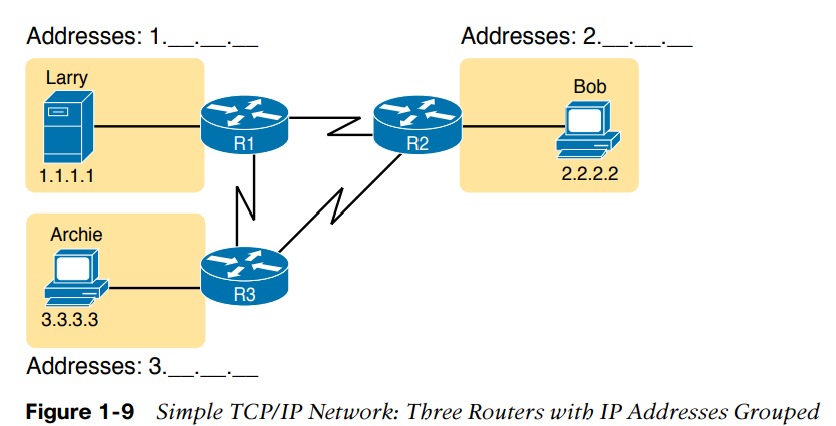 Addresses: 1.__.__.__
Addresses: 2.__.__.__
Larry
Bob
R1
R2
1.1.1.1
2.2.2.2
Archie
R3
3.3.3.3
Addresses: 3.__.__.__
Figure 1-9 Simple TCP/IP Network: Three Routers with IP Addresses Grouped